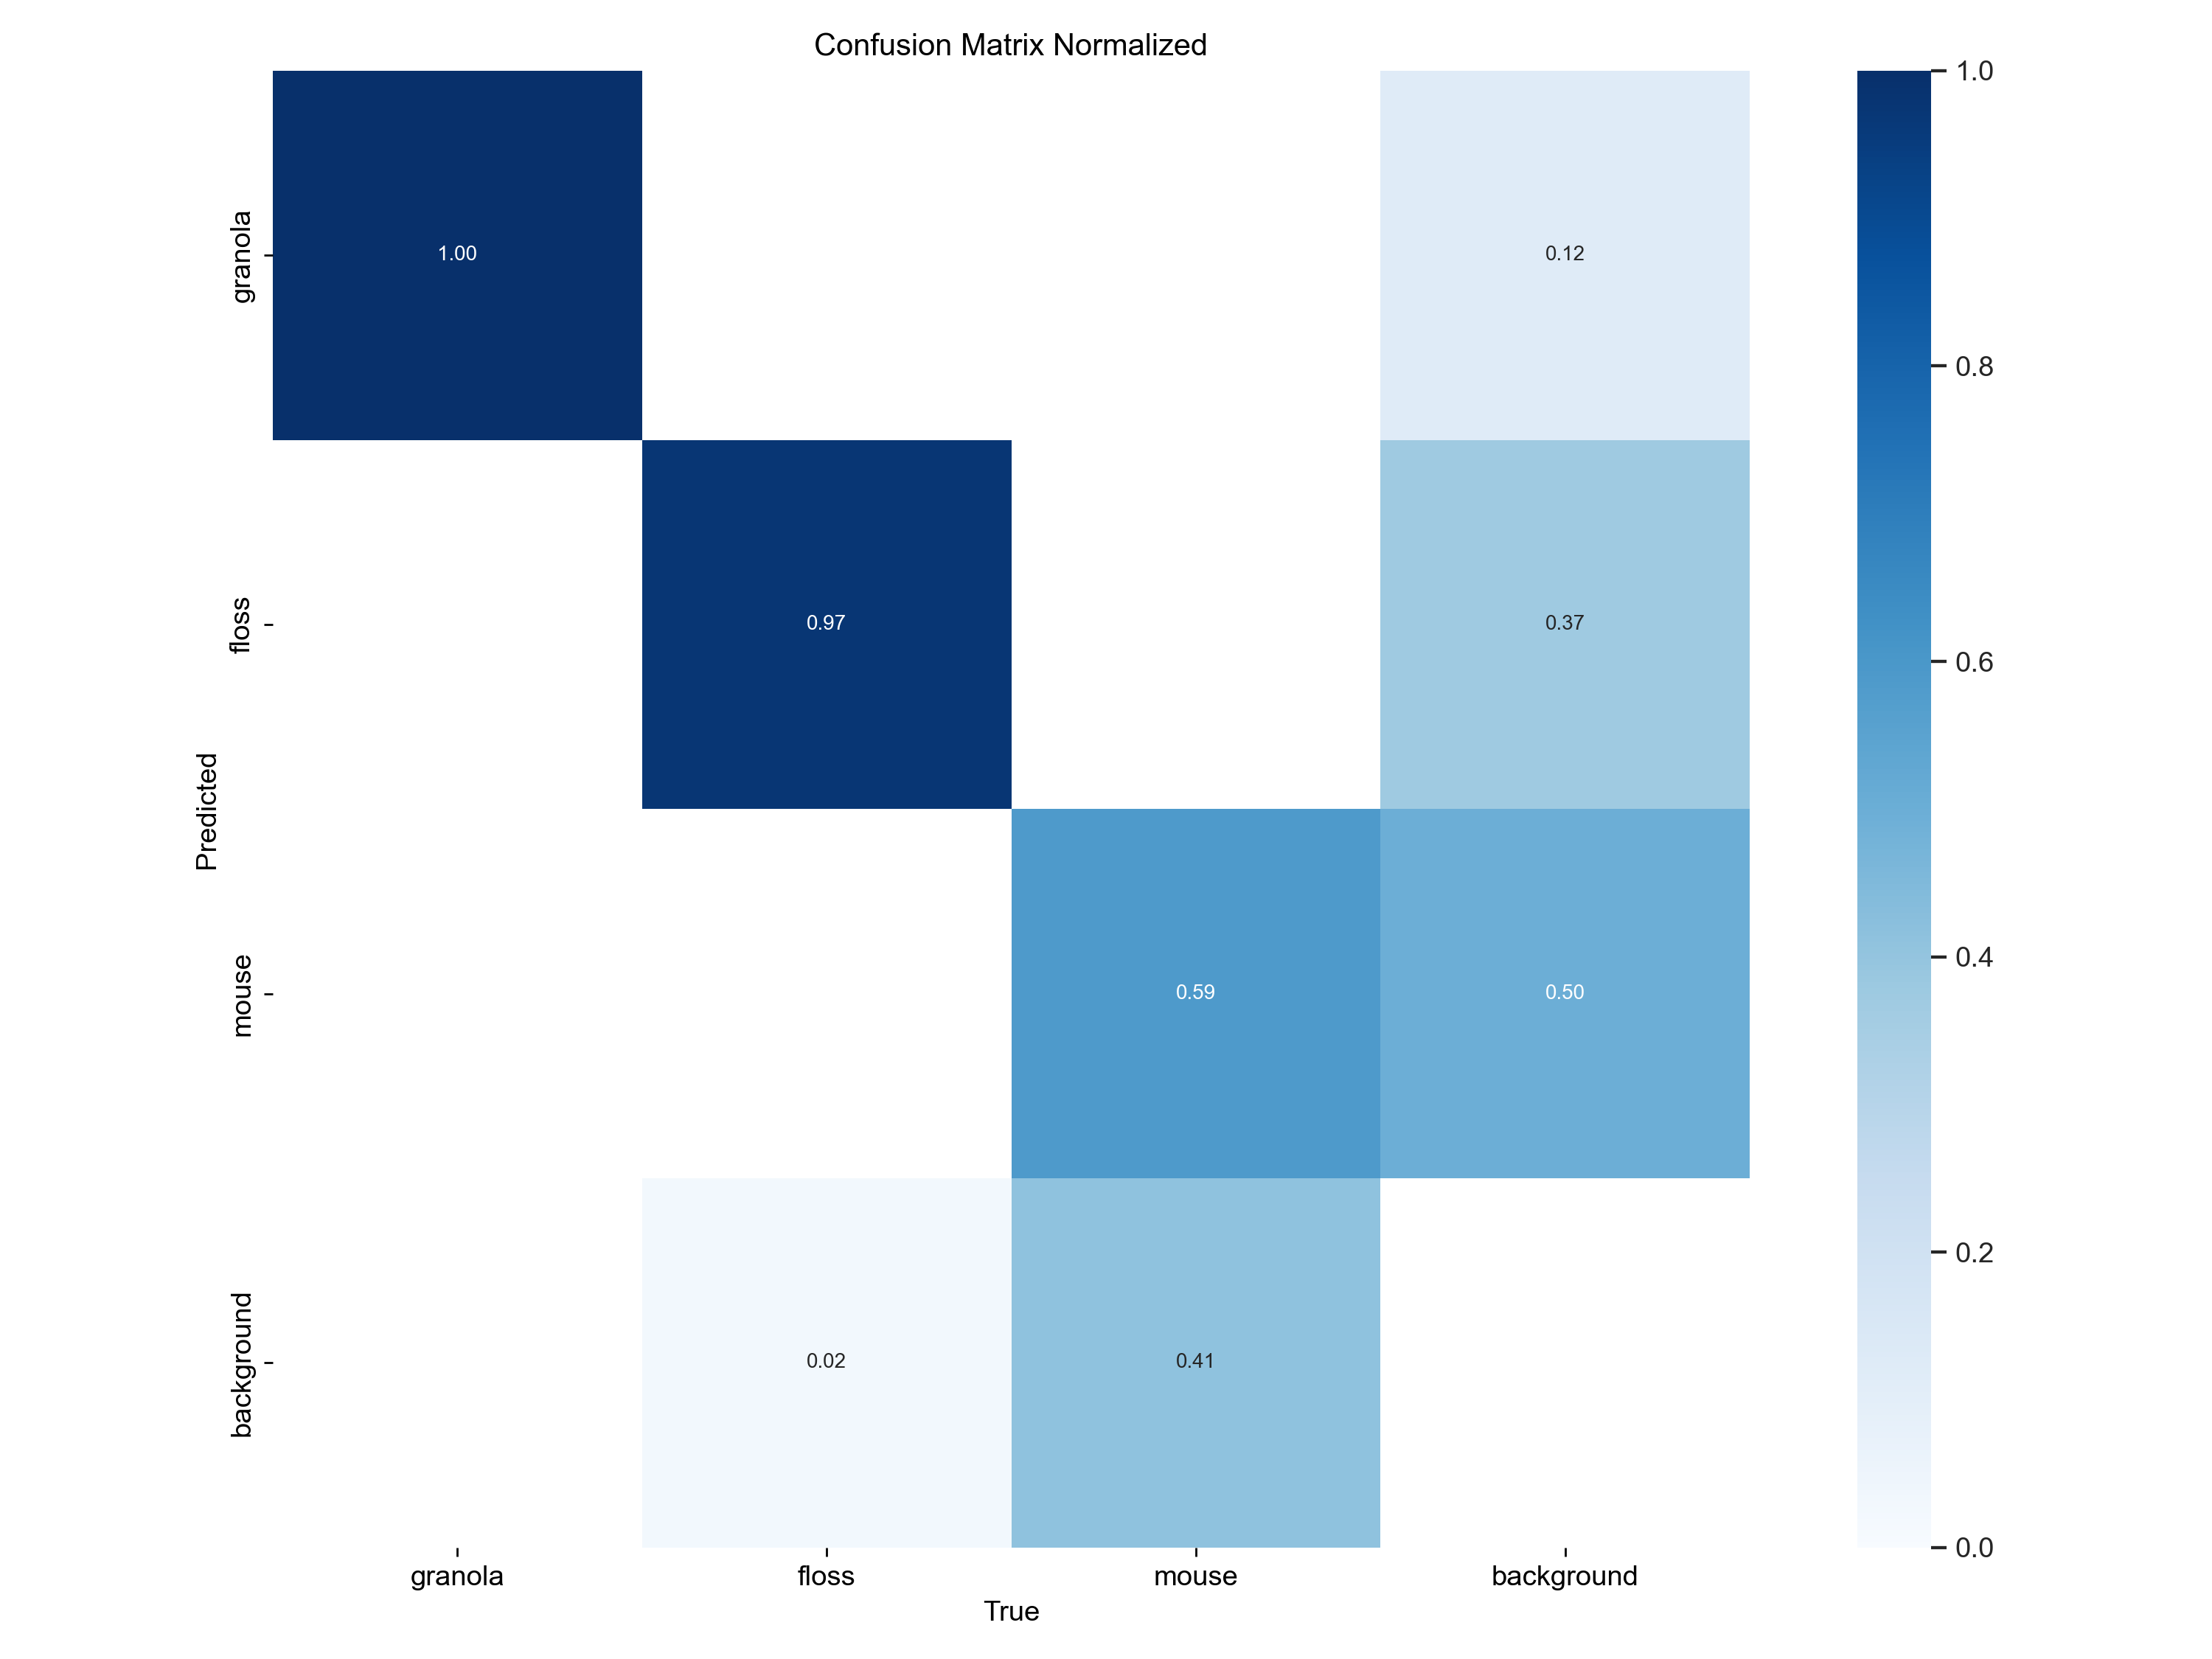 Confusion Matrix Normalized
granola
floss
mouse
background
Predicted
1.00
0.12
0.97
0.37
0.59
0.50
0.02
0.41
granola
floss
mouse
background
True
1.0
0.8
0.6
0.4
0.2
0.0